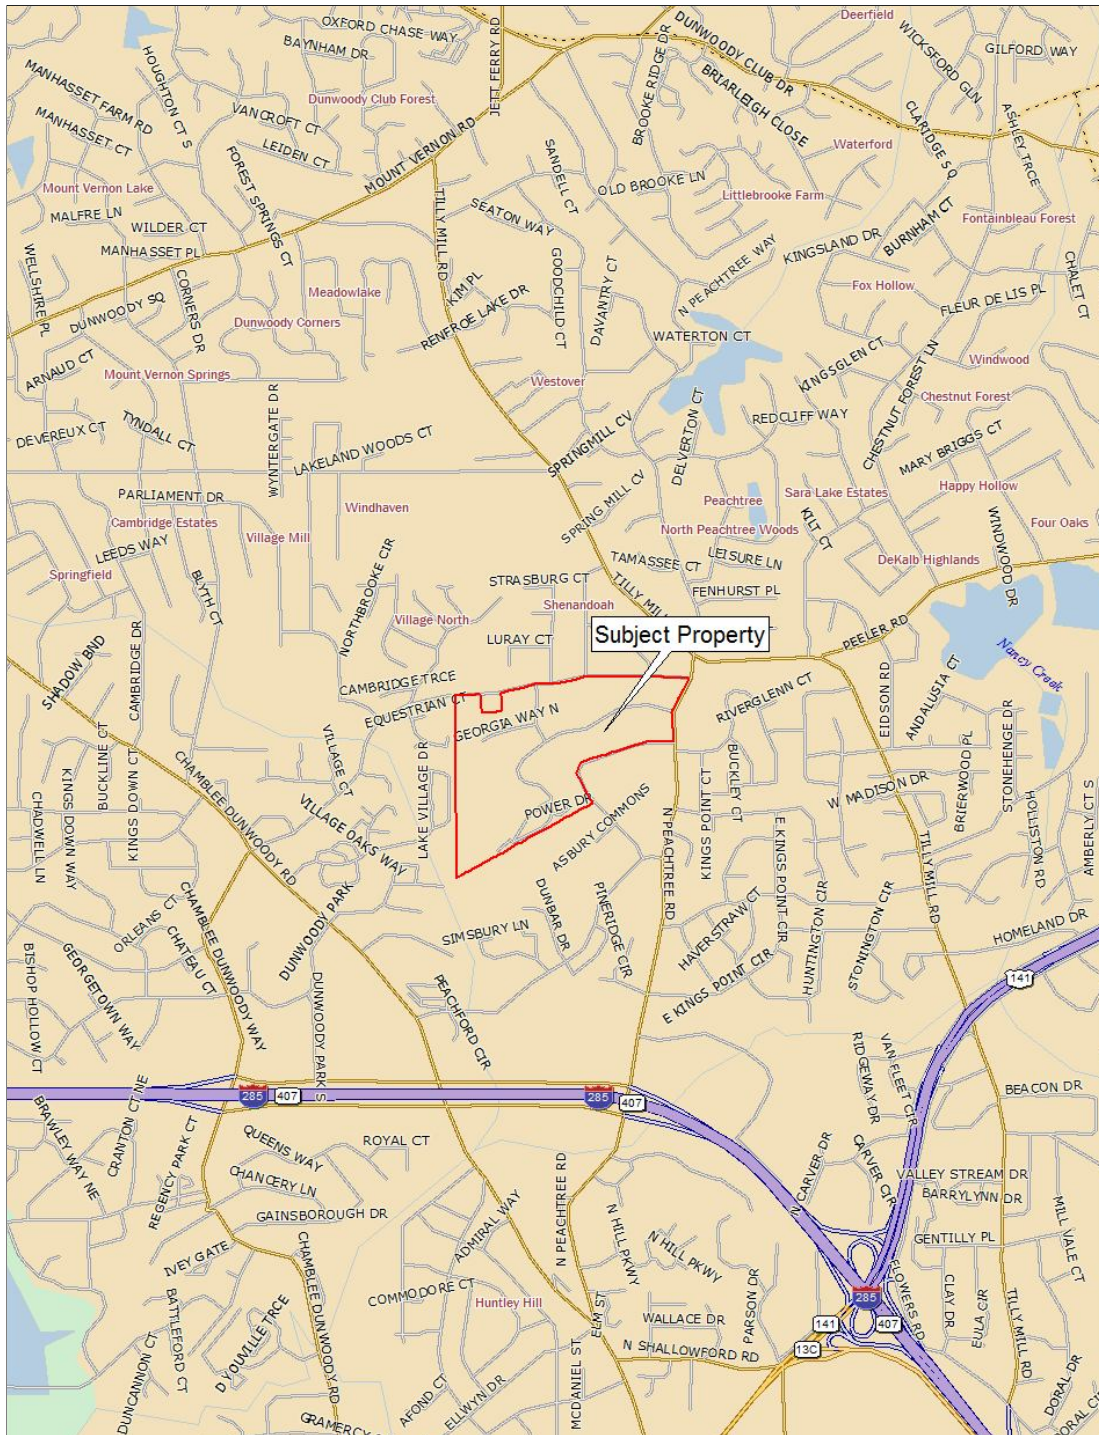 OXFORD CHASE WAY
JETT FERRY RD
DUNWOODY CLUB DR
Deerfield
WICKSFORD GLN
GILFORD WAY
BAYNHAM DR
HOUGHTON CT S
BROOKE RIDGE DR
BRIARLEIGH CLOSE
MANHASSET FARM RD
Dunwoody Club Forest
VANCROFT CT
CLARIDGE SQ
ASHLEY TRCE
MANHASSET CT
LEIDEN CT
MOUNT VERNON RD
SANDELL CT
Waterford
FOREST SPRINGS CT
Mount Vernon Lake
OLD BROOKE LN
Littlebrooke Farm
MALFRE LN
WILDER CT
TILLY MILL RD
SEATON WAY
BURNHAM CT
Fontainbleau Forest
MANHASSET PL
KINGSLAND DR
N PEACHTREE WAY
WELLSHIRE PL
CORNERS DR
Meadowlake
KIM PL
GOODCHILD CT
DAVANTRY CT
Fox Hollow
CHALET CT
DUNWOODY SQ
Dunwoody Corners
RENFROE LAKE DR
FLEUR DE LIS PL
WATERTON CT
ARNAUD CT
Mount Vernon Springs
Westover
KINGSGLEN CT
Windwood
CHESTNUT FOREST LN
Chestnut Forest
TYNDALL CT
WYNTERGATE DR
DELVERTON CT
REDCLIFF WAY
DEVEREUX CT
LAKELAND WOODS CT
SPRINGMILL CV
MARY BRIGGS CT
PARLIAMENT DR
Windhaven
SPRING MILL CV
Peachtree
Sara Lake Estates
Happy Hollow
Cambridge Estates
Village Mill
North Peachtree Woods
KILT CT
WINDWOOD DR
Four Oaks
LEEDS WAY
NORTHBROOKE CIR
TAMASSEE CT
LEISURE LN
DeKalb Highlands
Springfield
BLYTH CT
STRASBURG CT
TILLY MILL
FENHURST PL
Village North
Shenandoah
CAMBRIDGE DR
LURAY CT
Subject Property
PEELER RD
SHADOW BND
Nancy Creek
CAMBRIDGE TRCE
EIDSON RD
ANDALUSIA CT
EQUESTRIAN CT
GEORGIA WAY N
RIVERGLENN CT
BUCKLINE CT
VILLAGE CT
LAKE VILLAGE DR
BUCKLEY CT
BRIERWOOD PL
STONEHENGE DR
KINGS DOWN WAY
KINGS DOWN CT
CHAMBLEE DUNWOODY RD
N PEACHTREE RD
KINGS POINT CT
W MADISON DR
CHADWELL LN
VILLAGE OAKS WAY
POWER DR
ASBURY COMMONS
E KINGS POINT CIR
HOLLISTON RD
AMBERLY CT S
TILLY MILL RD
ORLEANS CT
CHAMBLEE DUNWOODY WAY
DUNWOODY PARK
DUNBAR DR
PINERIDGE CIR
HAVERSTRAW CT
HUNTINGTON CIR
STONINGTON CIR
BISHOP HOLLOW CT
GEORGETOWN WAY
CHATEAU CT
SIMSBURY LN
HOMELAND DR
141
DUNWOODY PARK S
PEACHFORD CIR
E KINGS POINT CIR
RIDGEWAY DR
VAN FLEET CIR
285
407
285
407
BEACON DR
BRAWLEY WAY NE
CRANTON CT NE
REGENCY PARK CT
QUEENS WAY
ROYAL CT
N CARVER DR
CARVER CIR
CHANCERY LN
N PEACHTREE RD
VALLEY STREAM DR
BARRYLYNN DR
GAINSBOROUGH DR
ADMIRAL WAY
N HILL PKWY
N HILL PKWY
MILL VALE CT
GENTILLY PL
IVEY GATE
CHAMBLEE DUNWOODY RD
COMMODORE CT
PARSON DR
285
FLOWERS RD
CLAY DR
EULA CIR
TILLY MILL RD
BATTLEFORD CT
D YOUVILLE TRCE
Huntley Hill
ELM ST
WALLACE DR
141
407
DUNCANNON CT
MCDANIEL ST
N SHALLOWFORD RD
13C
AFOND CT
ELLWYN DR
DORAL DR
DORAL CIR
GRAMERCY